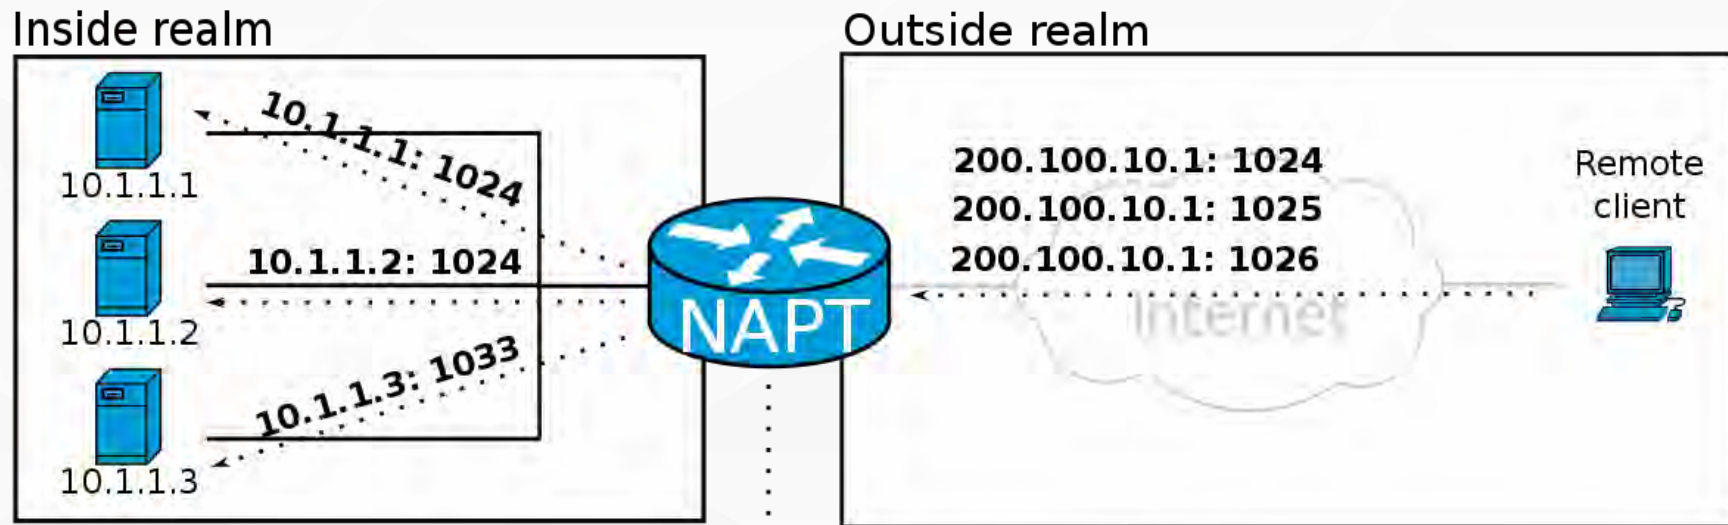 Inside realm
10.1.1.1: 1024
10.1.1.1
10.1.1.2: 1024
10.1.1.2
10.1.1.3: 1033
10.1.1.3
NAPT
Outside realm
200.100.10.1: 1024
200.100.10.1: 1025
200.100.10.1: 1026
Internet
Remote
client